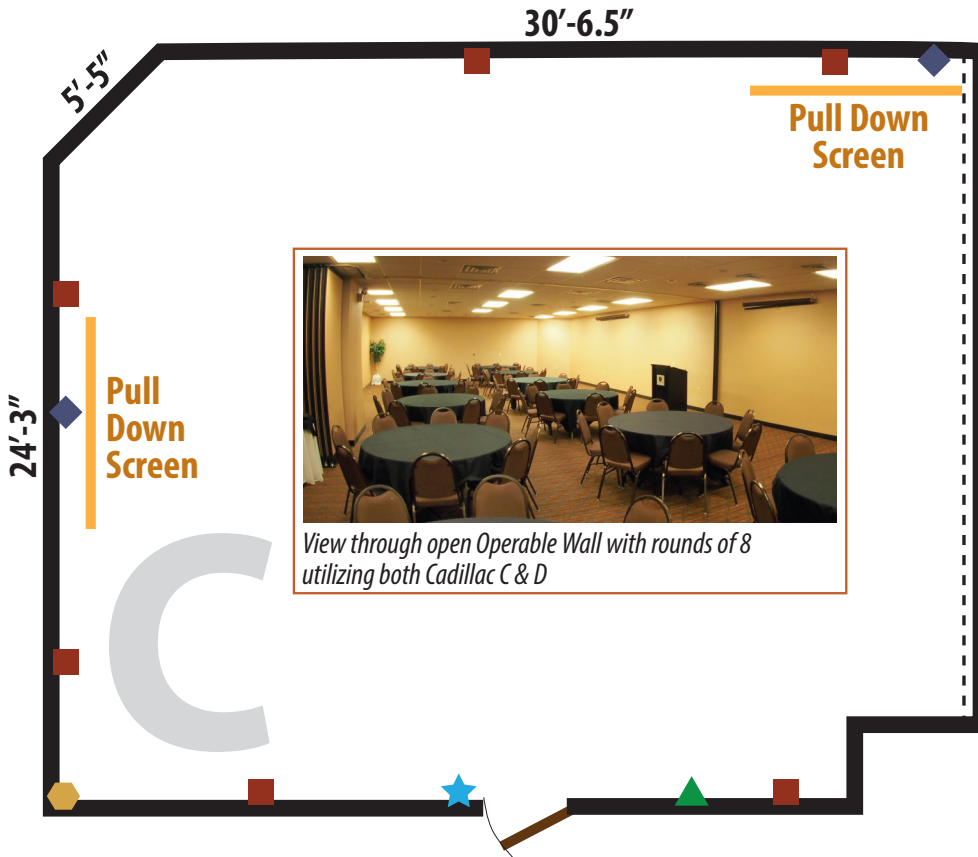 30’-6.5”
5’-5”
Pull Down
Screen
24’-3”
Pull
Down
Screen
View through open Operable Wall with rounds of 8
utilizing both Cadillac C & D
C